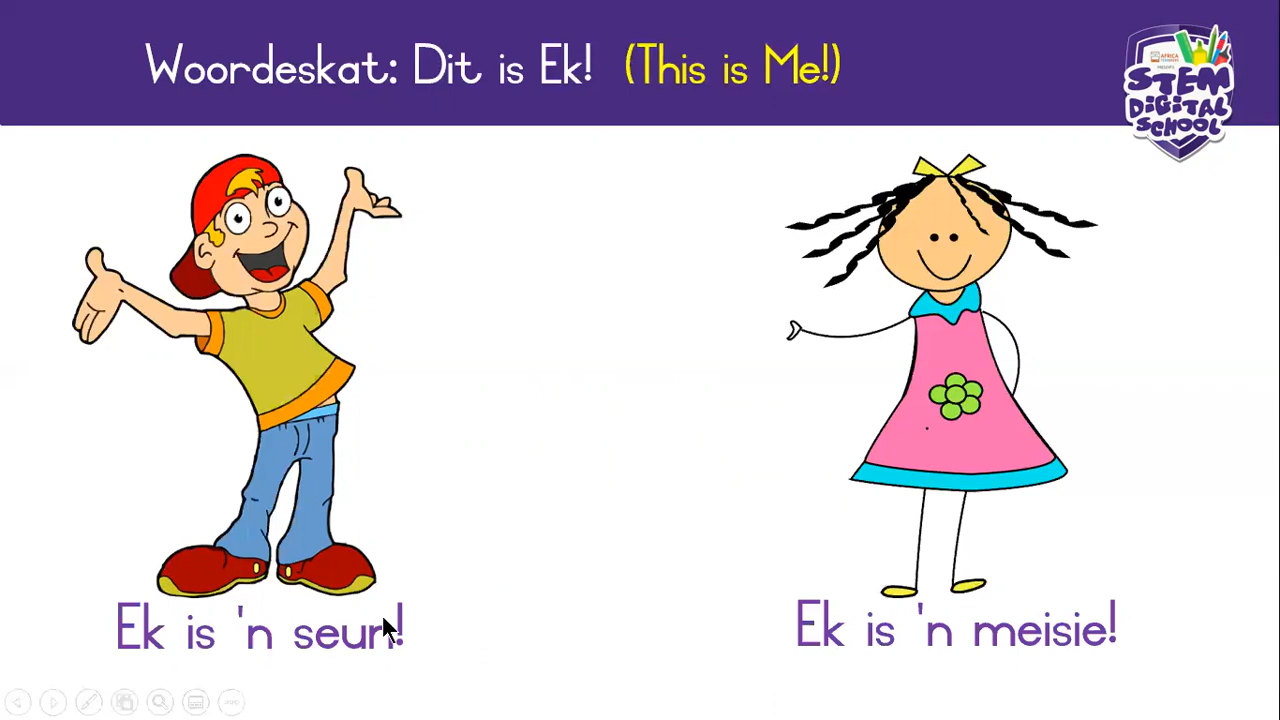 Woordeskat: Dit is Ek! (This is Me!)
STEM
DIGITAL
SCHOOL
Ek is 'n seun!
Ek is 'n meisie!